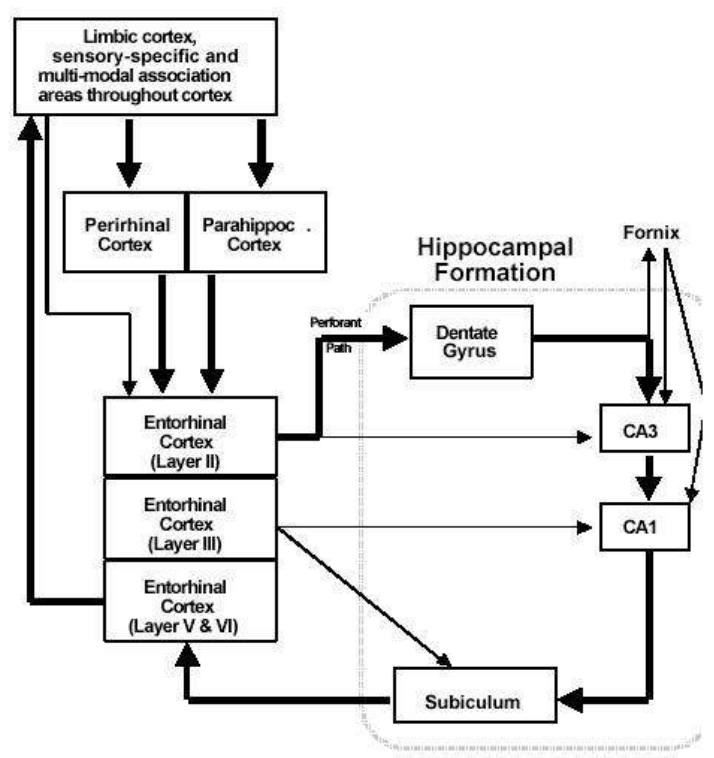 Limbic cortex,
sensory-specific and
multi-modal association
areas throughout cortex
Perirhinal
Cortex
Parahippoc .
Cortex
Hippocampal
Formation
Fornix
Perforant
Path
Dentate
Gyrus
Entorhinal
Cortex
(Layer II)
CA3
Entorhinal
Cortex
(Layer III)
CA1
Entorhinal
Cortex
(Layer V & VI)
Subiculum